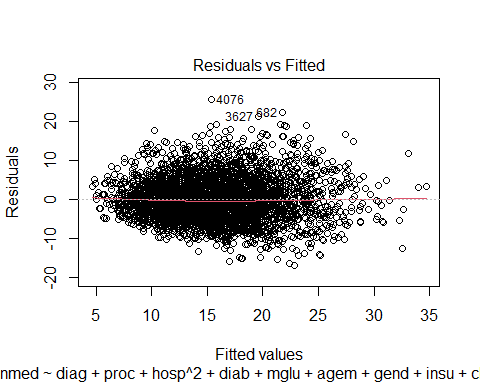 Residuals vs Fitted
30
20
10
0
-10
-20
Residuals
4076
3627
682
5 10 15 20 25 30 35
Fitted values
nmed ~ diag + proc + hosp^2 + diab + mglu + agem + gend + insu + c